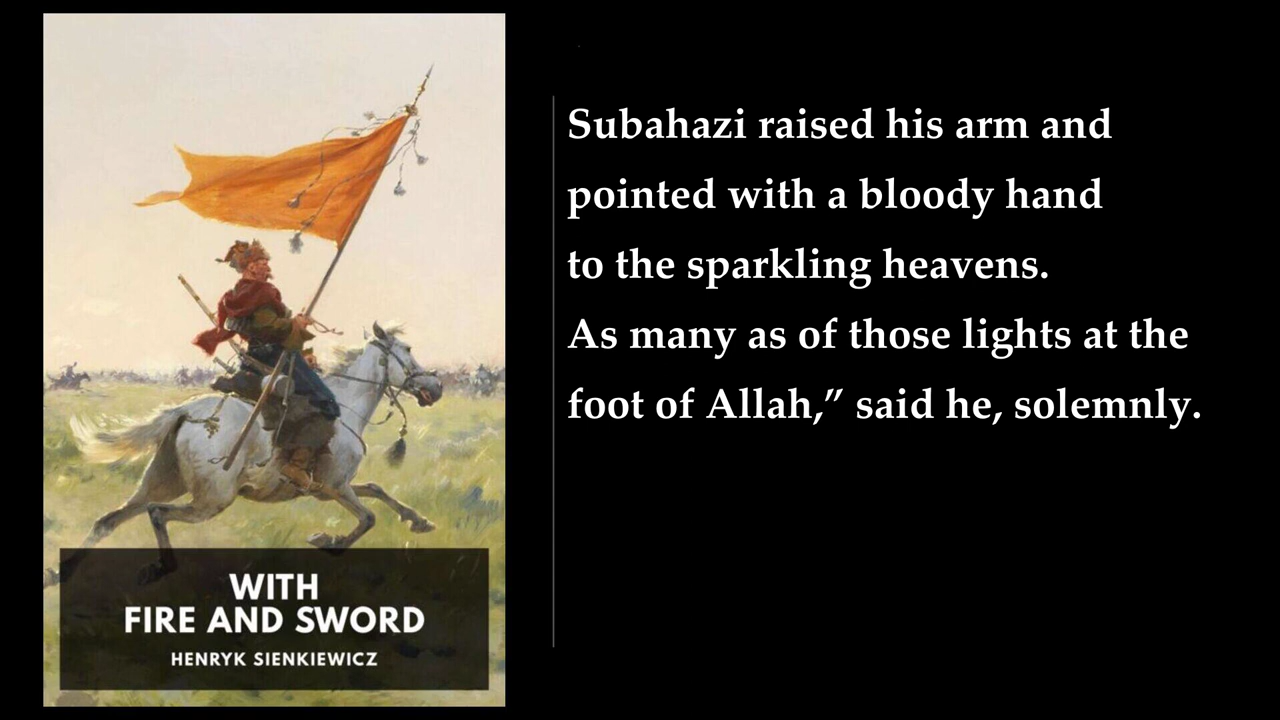 WITH
FIRE AND SWORD
HENRYK SIENKIEWICZ
Subahazi raised his arm and
pointed with a bloody hand
to the sparkling heavens.
As many as of those lights at the
foot of Allah,” said he, solemnly.